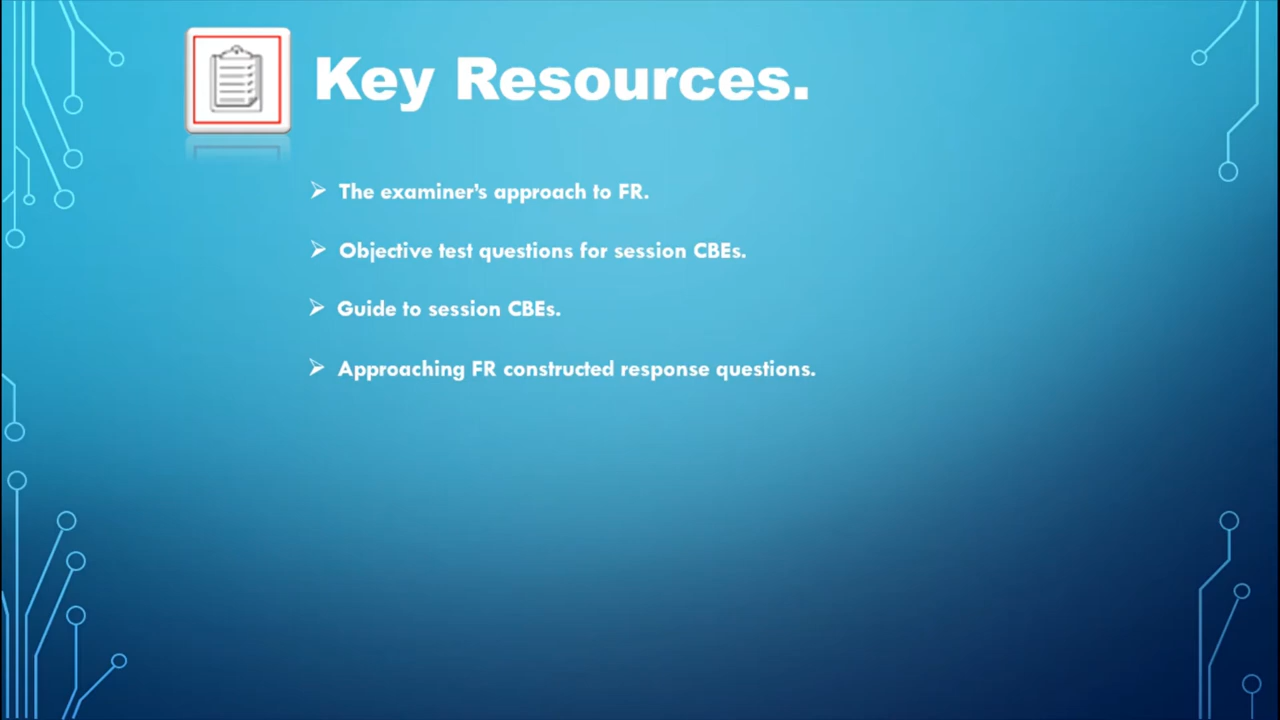 Key Resources.
➢ The examiner's approach to FR.
➢ Objective test questions for session CBEs.
➢ Guide to session CBEs.
➢ Approaching FR constructed response questions.